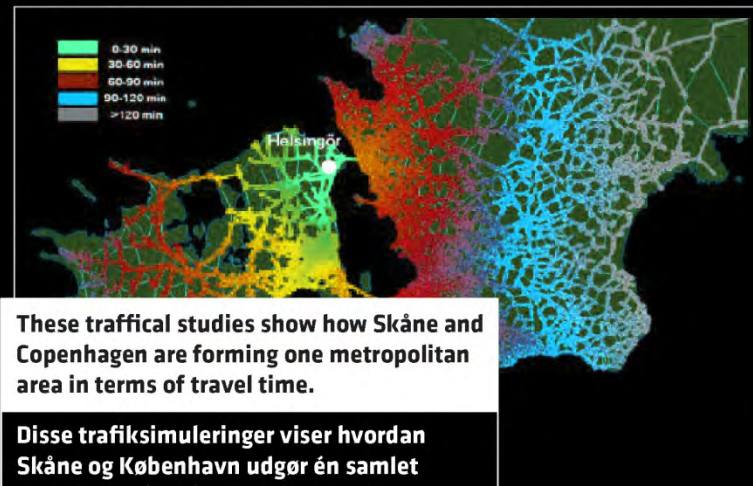 0-30 min
30-60 min
60-90 min
90-120 min
>120 min
Helsingör
These traffical studies show how Skåne and
Copenhagen are forming one metropolitan
area in terms of travel time.
Disse trafiksimuleringer viser hvordan
Skåne og København udgør én samlet